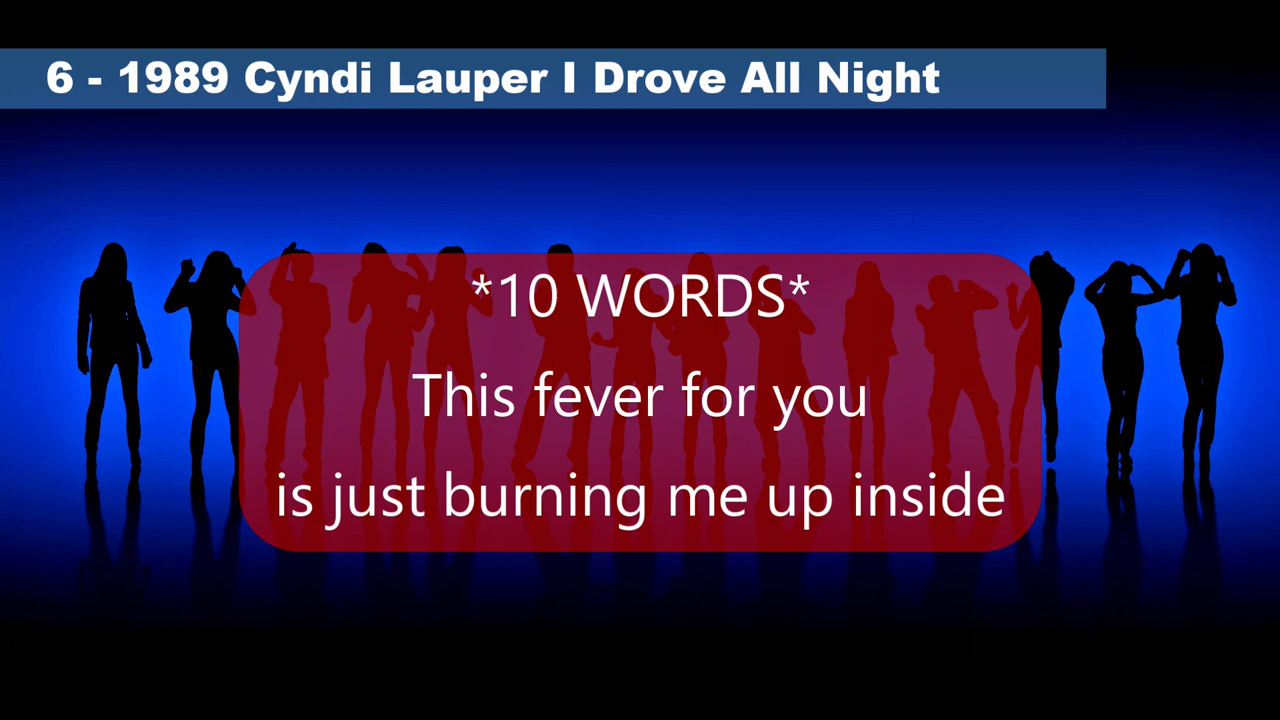 6 - 1989 Cyndi Lauper I Drove All Night
*10 WORDS*
This fever for you
is just burning me up inside